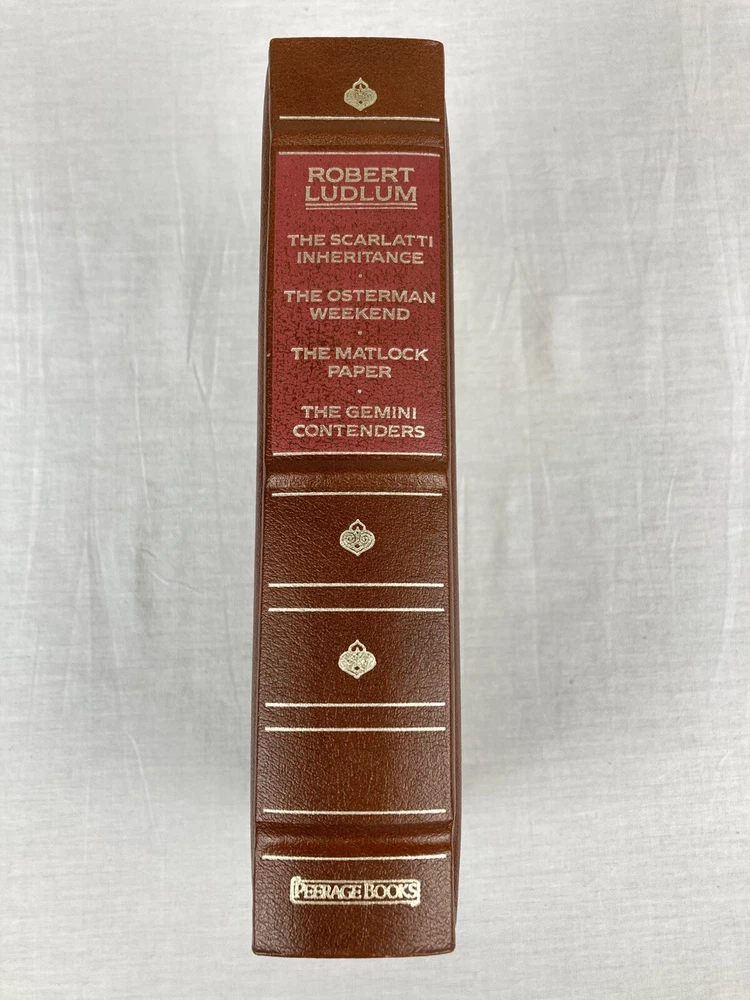 ROBERT
LUDLUM
THE SCARLATTI
INHERITANCE
·
THE OSTERMAN
WEEKEND
·
THE MATLOCK
PAPER
·
THE GEMINI
CONTENDERS
PEERAGE BOOKS